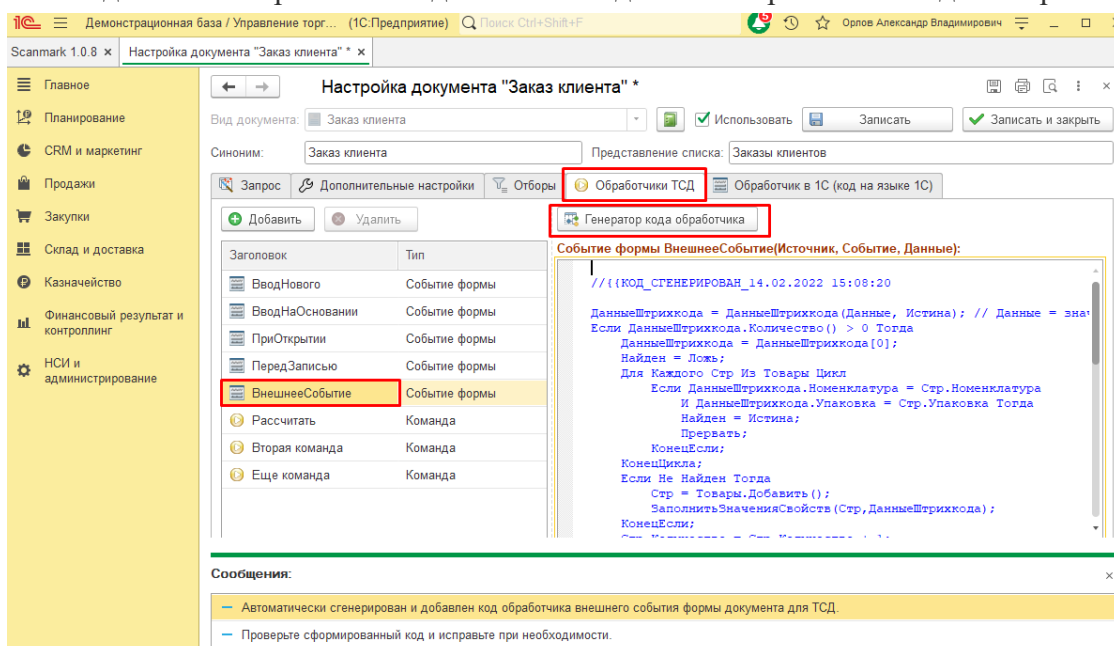 1С Демонстрационная база / Управление торг... (1С:Предприятие) Поиск Ctrl+Shift+F Орлов Александр Владимирович
Scanmark 1.0.8 × Настройка документа "Заказ клиента" * ×
Главное
Планирование
CRM и маркетинг
Продажи
Закупки
Склад и доставка
Казначейство
Финансовый результат и
контроллинг
НСИ и
администрирование
Настройка документа "Заказ клиента" *
Вид документа: Заказ клиента Использовать Записать Записать и закрыть
Синоним: Заказ клиента Представление списка: Заказы клиентов
Запрос Дополнительные настройки Отборы Обработчики ТСД Обработчик в 1С (код на языке 1С)
Добавить Удалить Генератор кода обработчика
Заголовок Тип
ВводНового Событие формы
ВводНаОсновании Событие формы
ПриОткрытии Событие формы
ПередЗаписью Событие формы
ВнешнееСобытие Событие формы
Рассчитать Команда
Вторая команда Команда
Еще команда Команда
Событие формы ВнешнееСобытие(Источник, Событие, Данные):
//{{КОД_СГЕНЕРИРОВАН_14.02.2022 15:08:20
ДанныеШтрихкода = ДанныеШтрихкода(Данные, Истина); // Данные = знач
Если ДанныеШтрихкода.Количество() > 0 Тогда
ДанныеШтрихкода = ДанныеШтрихкода[0];
Найден = Ложь;
Для Каждого Стр Из Товары Цикл
Если ДанныеШтрихкода.Номенклатура = Стр.Номенклатура
И ДанныеШтрихкода.Упаковка = Стр.Упаковка Тогда
Найден = Истина;
Прервать;
КонецЕсли;
КонецЦикла;
Если Не Найден Тогда
Стр = Товары.Добавить();
ЗаполнитьЗначенияСвойств(Стр,ДанныеШтрихкода);
КонецЕсли;
Сообщения:
Автоматически сгенерирован и добавлен код обработчика внешнего события формы документа для ТСД.
Проверьте сформированный код и исправьте при необходимости.